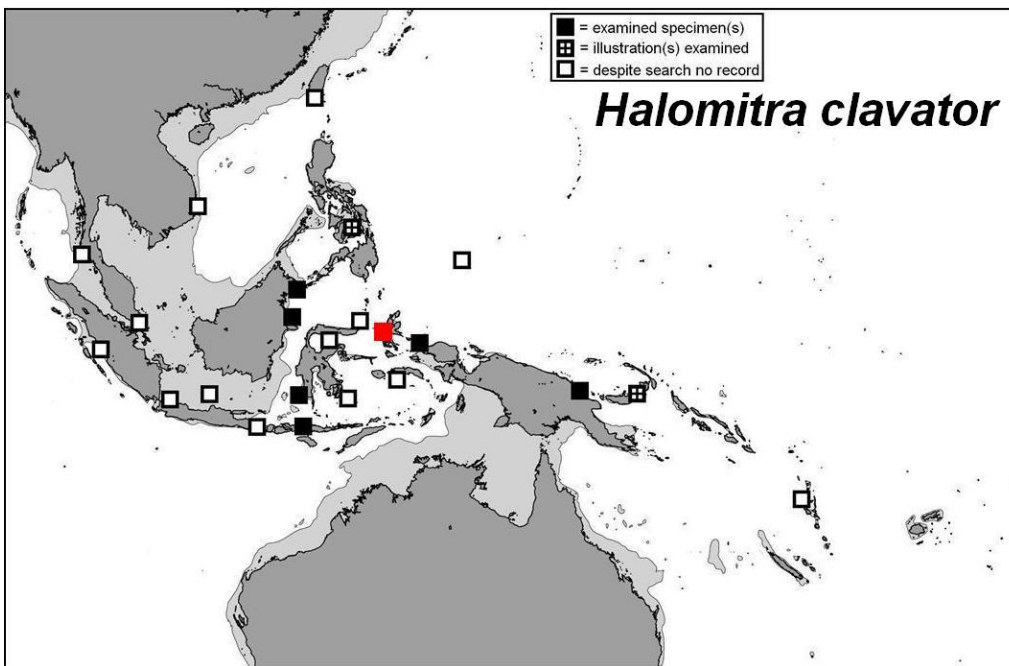 = examined specimen(s)
= illustration(s) examined
= despite search no record
Halomitra clavator